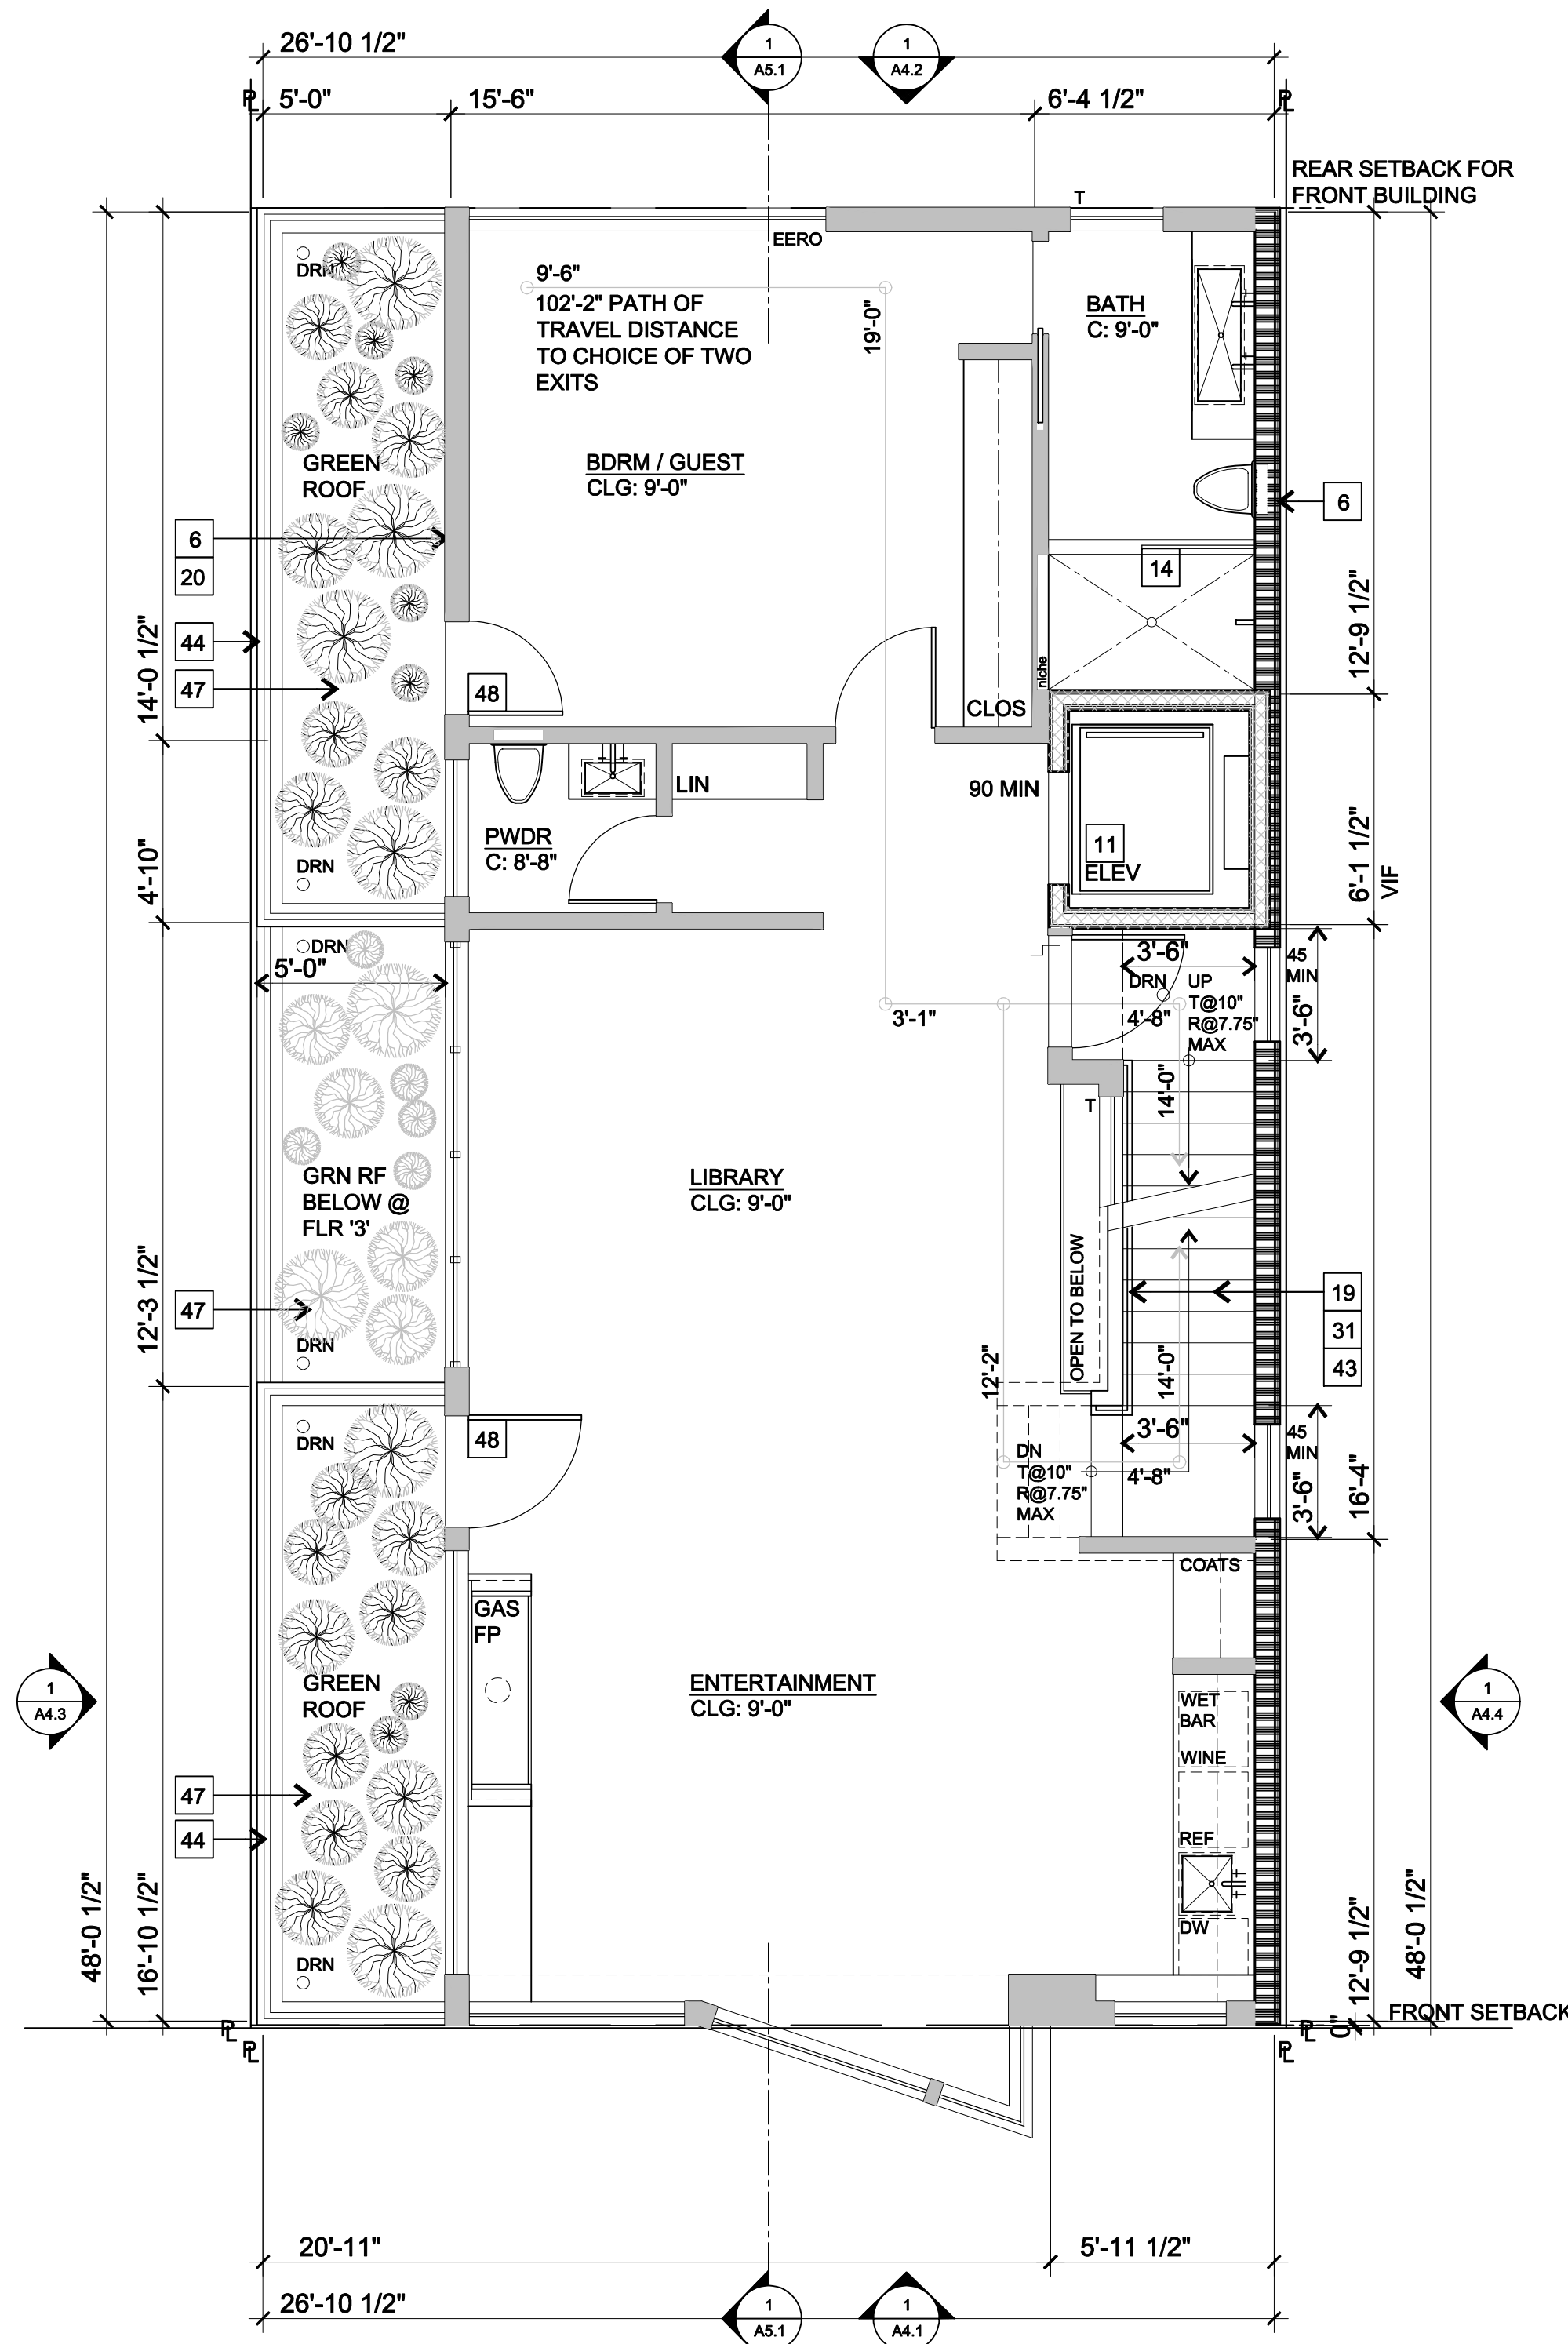 26'-10 1/2"
1
A5.1
1
A4.2
PL
5'-0"
15'-6"
6'-4 1/2"
PL
REAR SETBACK FOR
FRONT BUILDING
T
EERO
DRN
9'-6"
102'-2" PATH OF
TRAVEL DISTANCE
TO CHOICE OF TWO
EXITS
19'-0"
BATH
C: 9'-0"
GREEN
ROOF
BDRM / GUEST
CLG: 9'-0"
6
6
20
14
44
47
14'-0 1/2"
12'-9 1/2"
48
niche
CLOS
LIN
90 MIN
PWDR
C: 8'-8"
11
ELEV
DRN
4'-10"
6'-1 1/2"
VIF
DRN
5'-0"
3'-6"
45
MIN
DRN
UP
T@10"
R@7.75"
MAX
3'-1"
4'-8"
3'-6"
14'-0"
T
GRN RF
BELOW @
FLR '3'
LIBRARY
CLG: 9'-0"
OPEN TO BELOW
12'-3 1/2"
47
19
31
43
DRN
12'-2"
14'-0"
DRN
48
3'-6"
45
MIN
DN
T@10"
R@7.75"
MAX
4'-8"
3'-6"
16'-4"
COATS
GAS
FP
GREEN
ROOF
ENTERTAINMENT
CLG: 9'-0"
WET
BAR
WINE
1
A4.3
1
A4.4
47
44
REF
DW
DRN
48'-0 1/2"
16'-10 1/2"
12'-9 1/2"
48'-0 1/2"
FRONT SETBACK
0"
PL
PL
PL
PL
20'-11"
5'-11 1/2"
26'-10 1/2"
1
A5.1
1
A4.1